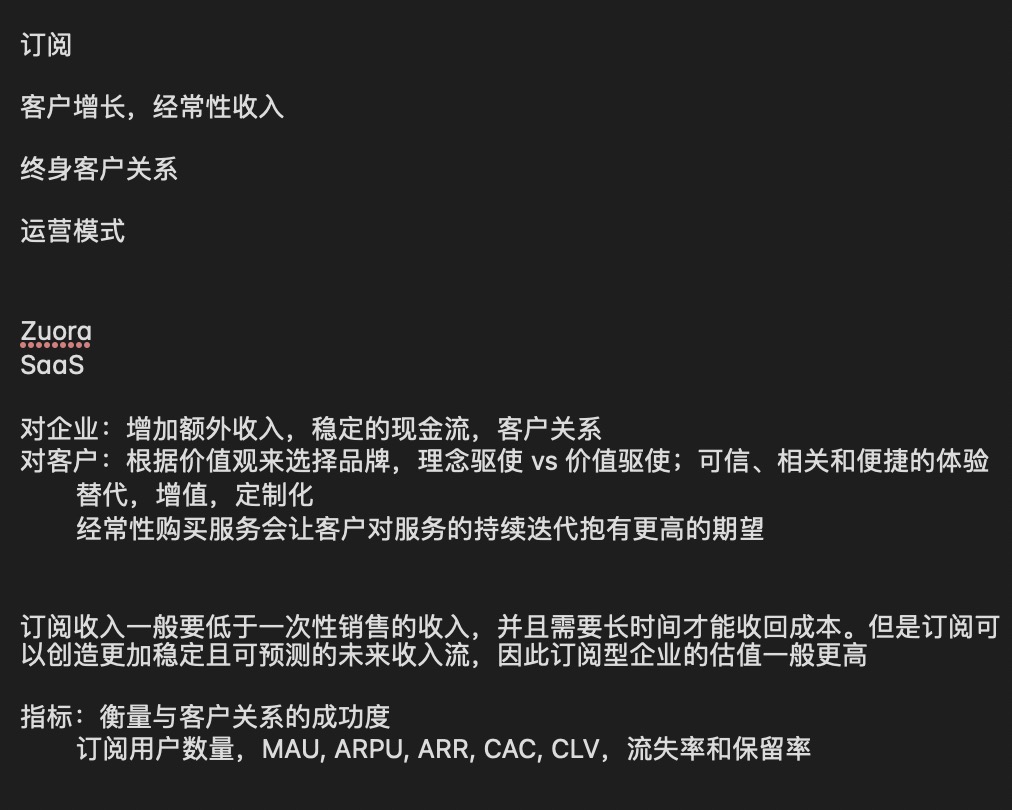 订阅
客户增长，经常性收入
终身客户关系
运营模式
Zuora
SaaS
对企业：增加额外收入，稳定的现金流，客户关系
对客户：根据价值观来选择品牌，理念驱使 vs 价值驱使；可信、相关和便捷的体验
替代，增值，定制化
经常性购买服务会让客户对服务的持续迭代抱有更高的期望
订阅收入一般要低于一次性销售的收入，并且需要长时间才能收回成本。但是订阅可
以创造更加稳定且可预测的未来收入流，因此订阅型企业的估值一般更高
指标：衡量与客户关系的成功度
订阅用户数量，MAU, ARPU, ARR, CAC, CLV，流失率和保留率